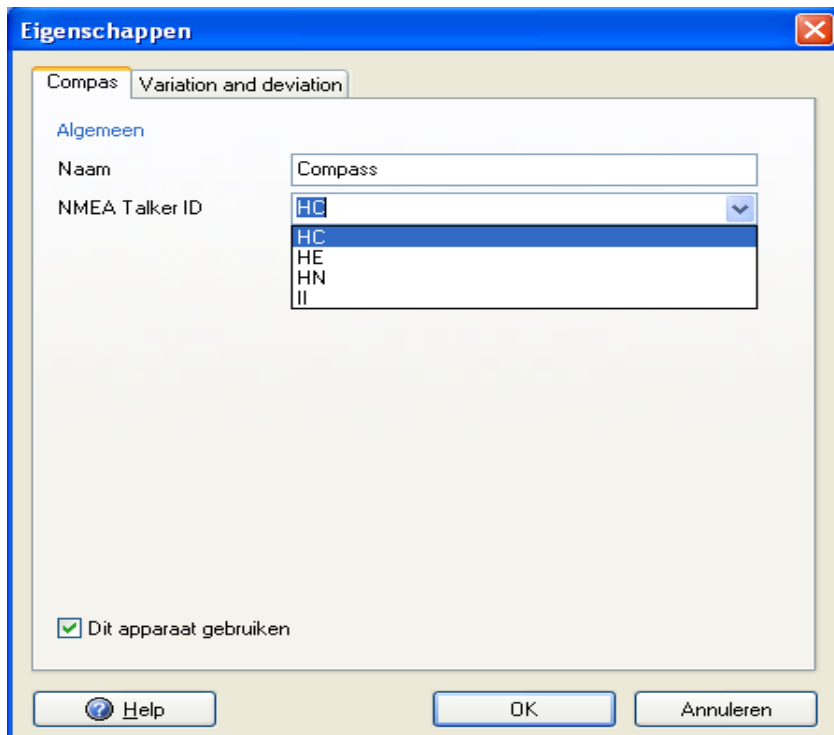 Eigenschappen
Compas Variation and deviation
Algemeen
Naam Compass
NMEA Talker ID HC
HC
HE
HN
II
Dit apparaat gebruiken
Help OK Annuleren